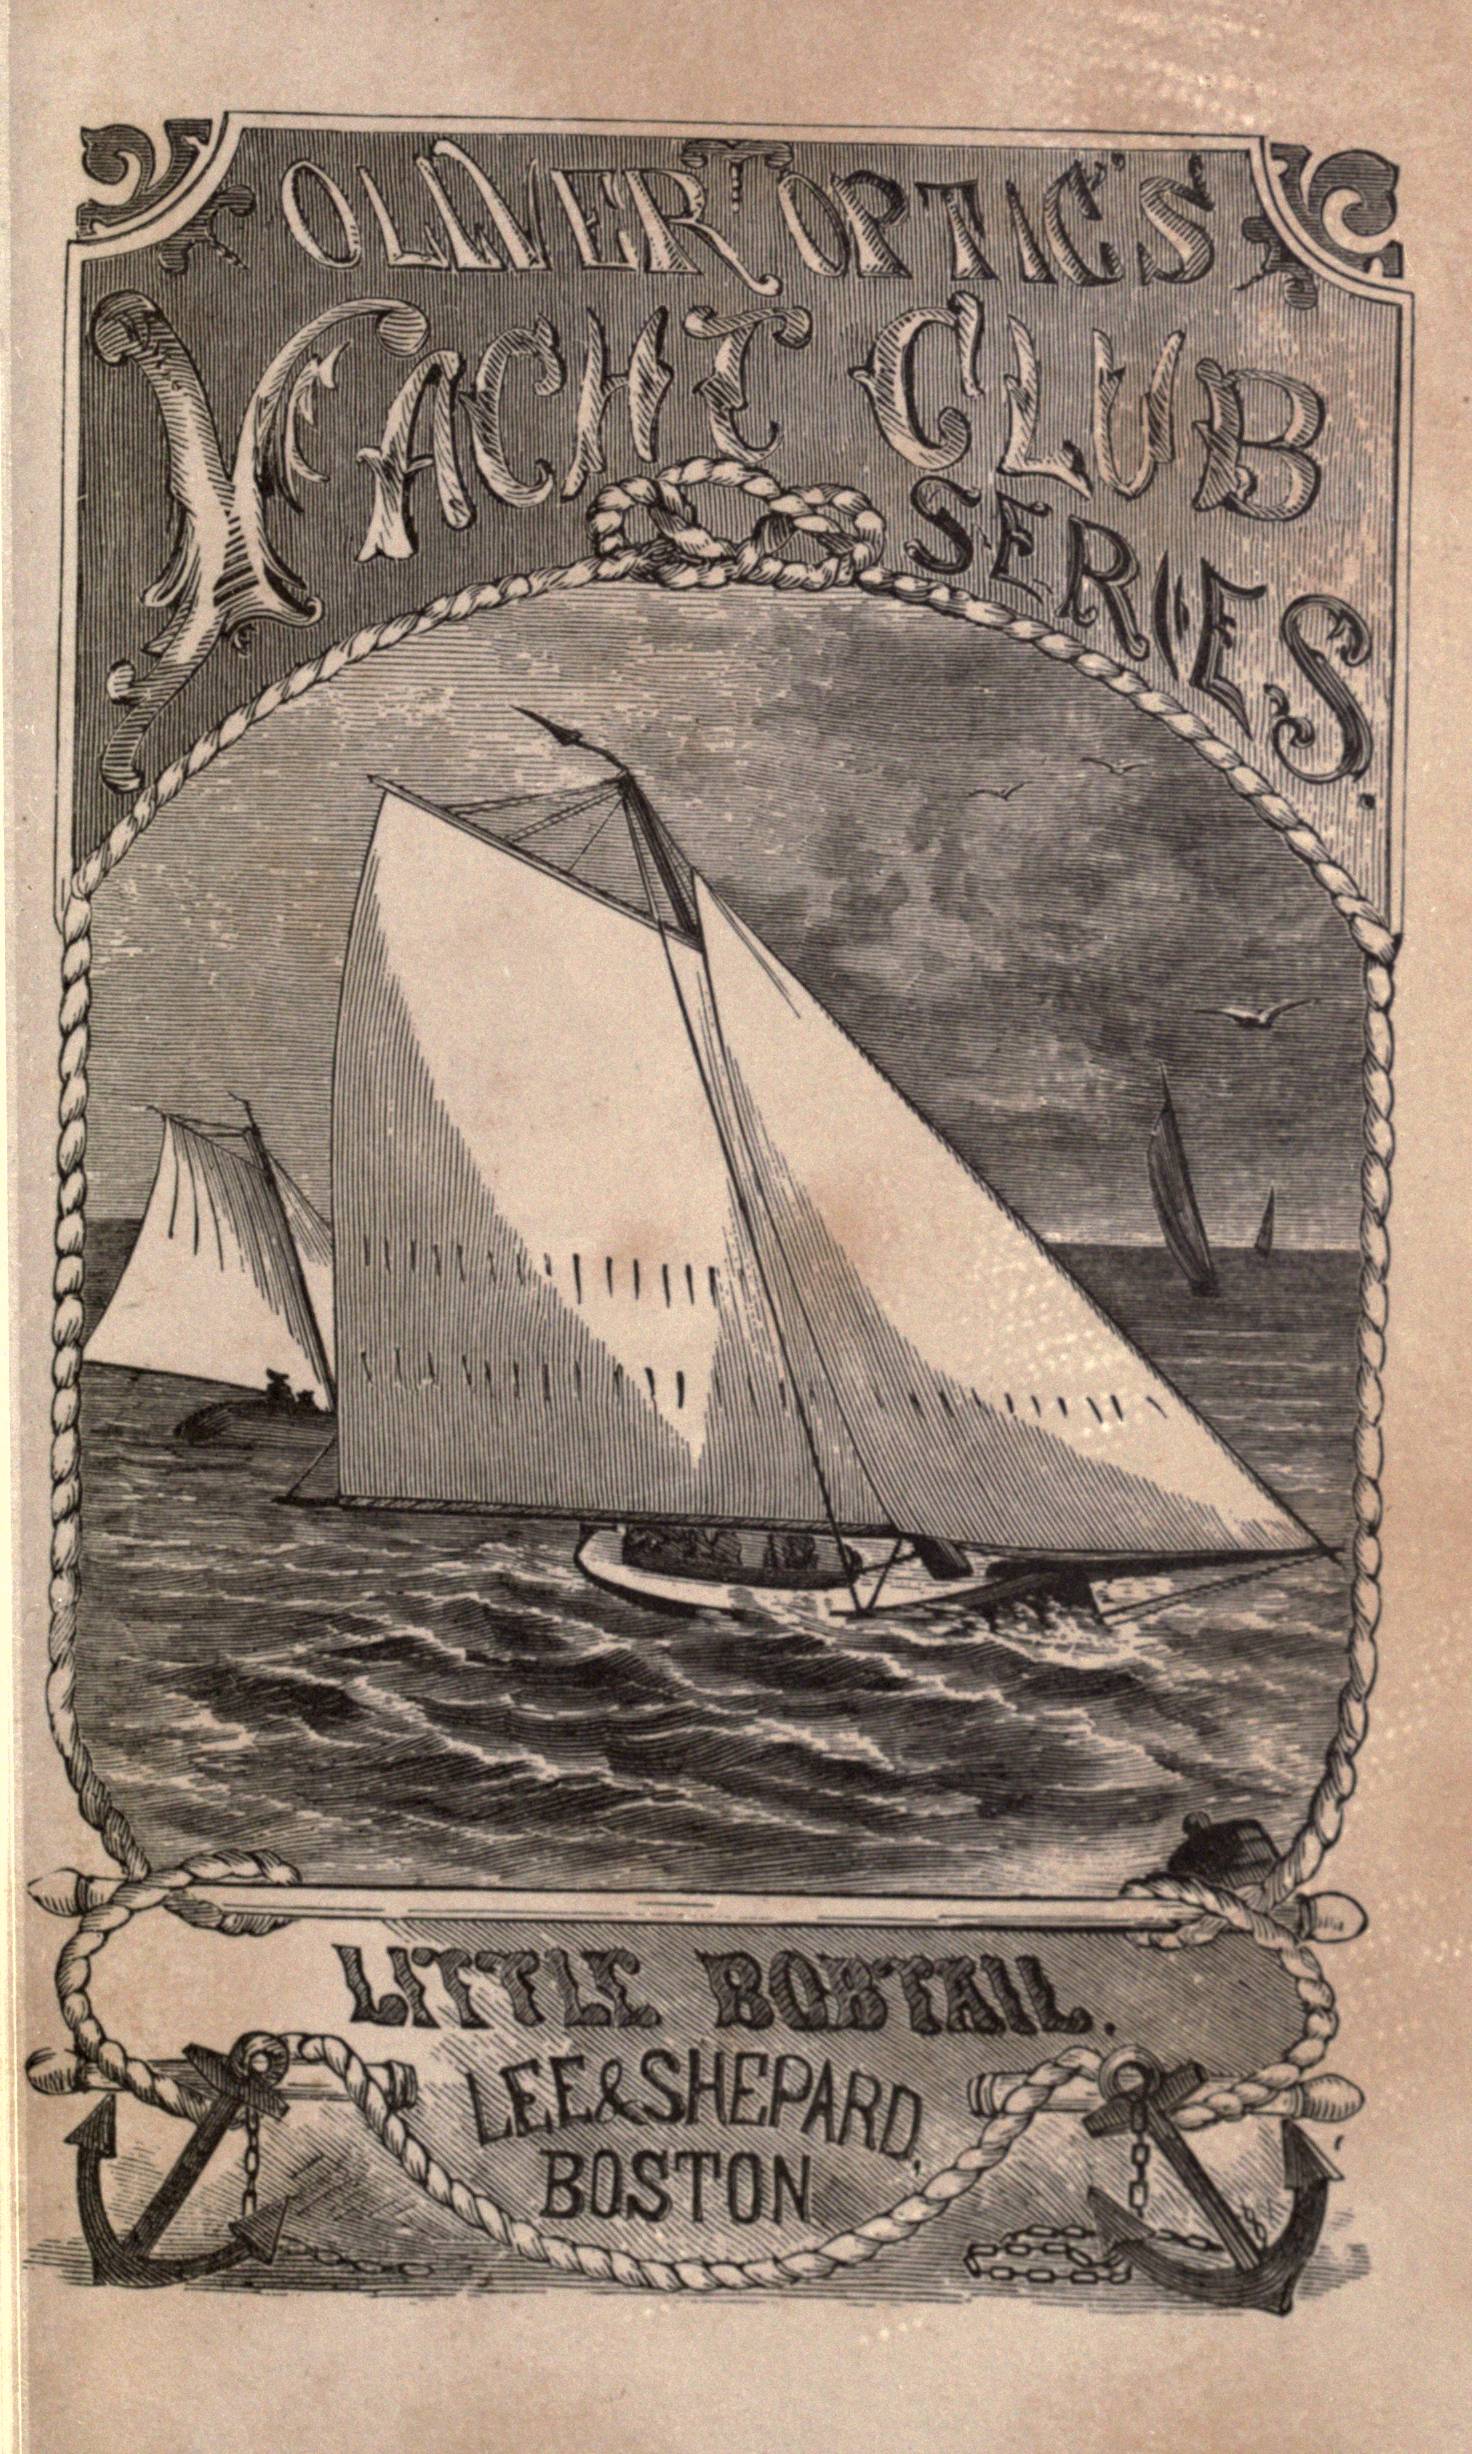 OLIVER OPTIC'S
YACHT CLUB
SERIES.
LITTLE BOBTAIL.
LEE & SHEPARD,
BOSTON